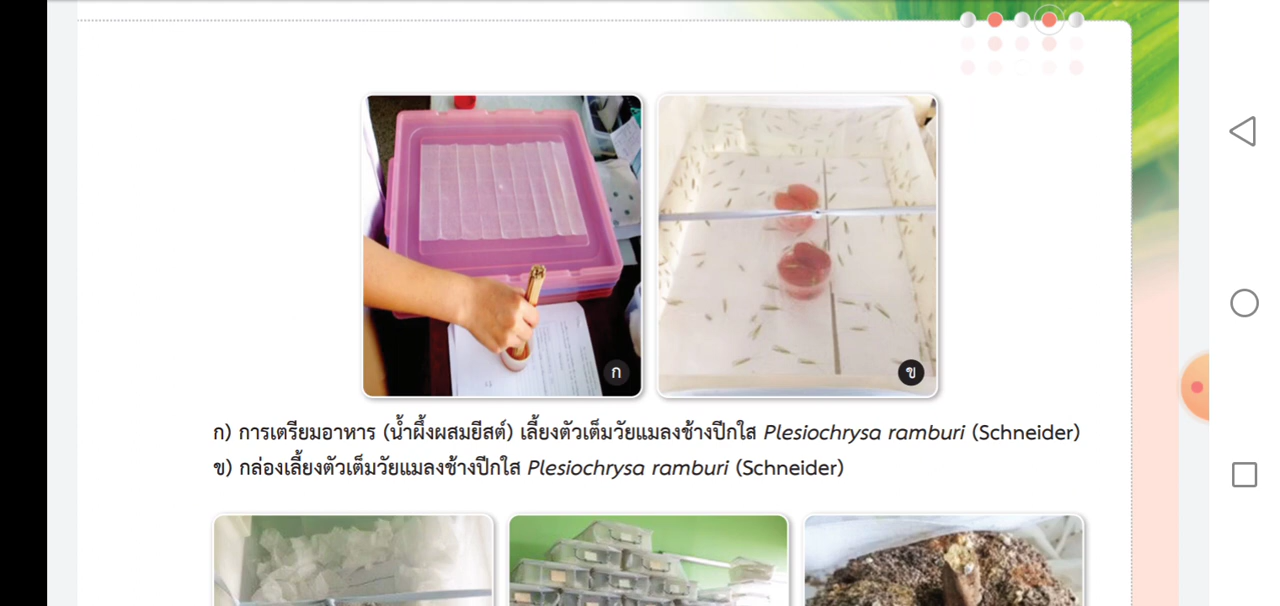 ก
ข
ก) การเตรียมอาหาร (น้ำผึ้งผสมยีสต์) เลี้ยงตัวเต็มวัยแมลงช้างปีกใส Plesiochrysa ramburi (Schneider)
ข) กล่องเลี้ยงตัวเต็มวัยแมลงช้างปีกใส Plesiochrysa ramburi (Schneider)